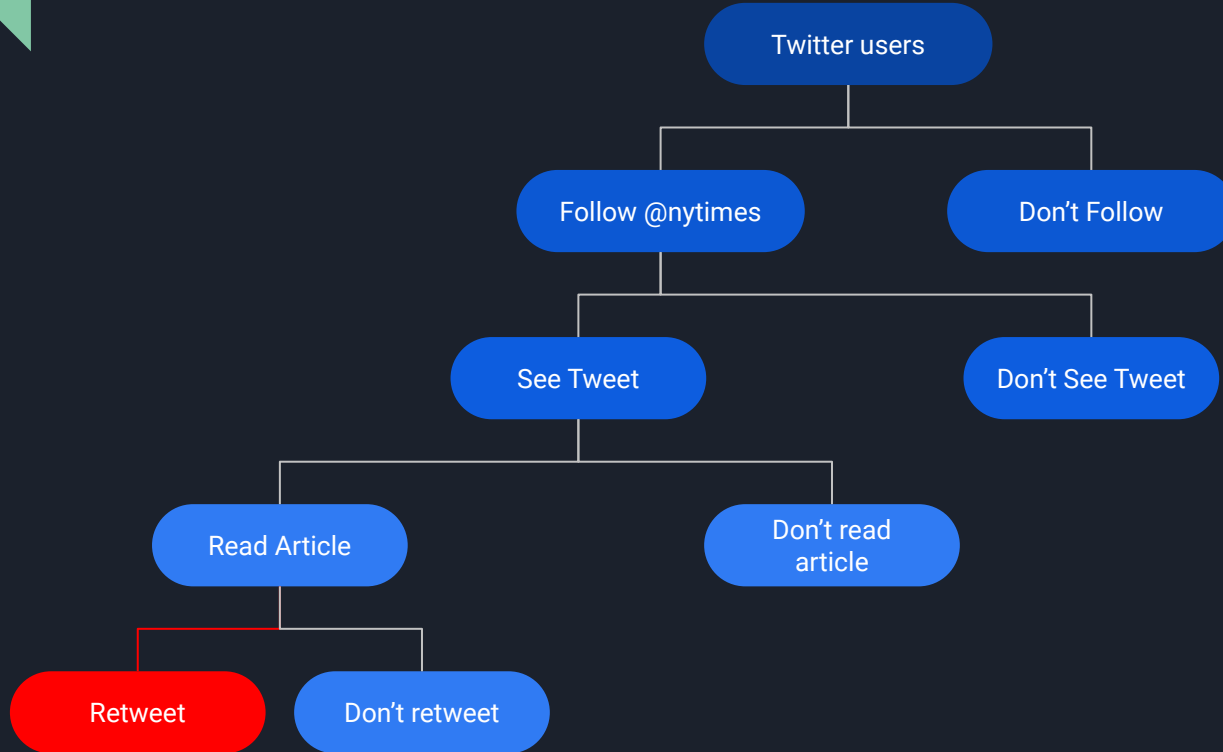 Twitter users
Follow @nytimes
Don’t Follow
See Tweet
Don’t See Tweet
Read Article
Don’t read
article
Retweet
Don’t retweet